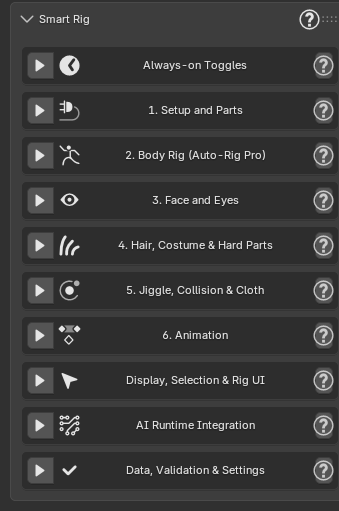 Smart Rig
Always-on Toggles
1. Setup and Parts
2. Body Rig (Auto-Rig Pro)
3. Face and Eyes
4. Hair, Costume & Hard Parts
5. Jiggle, Collision & Cloth
6. Animation
Display, Selection & Rig UI
AI Runtime Integration
Data, Validation & Settings